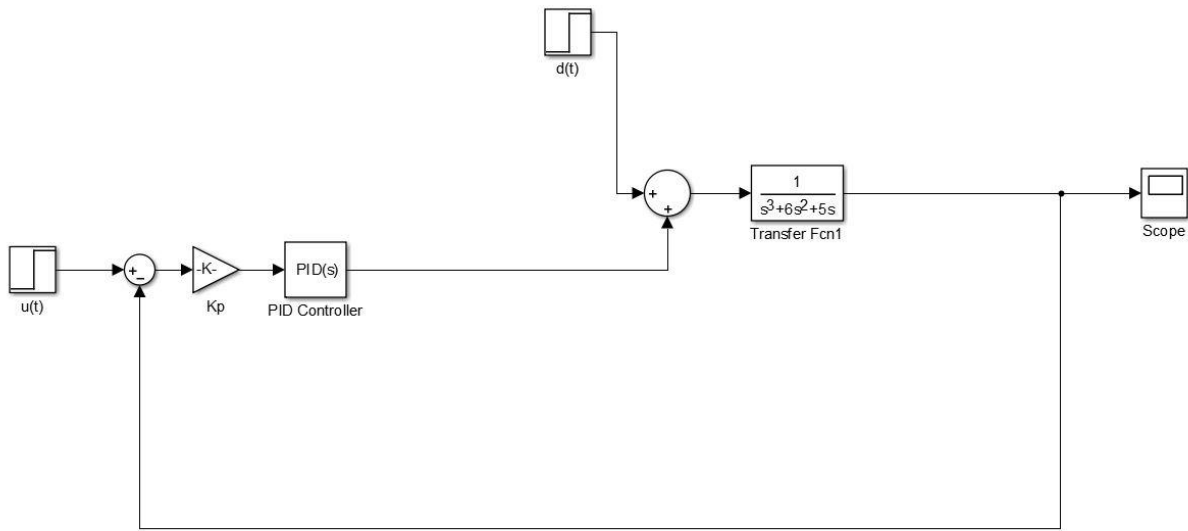 d(t)
+
+
1
s³+6s²+5s
Transfer Fcn1
Scope
+
−
-K-
PID(s)
u(t)
Kp
PID Controller